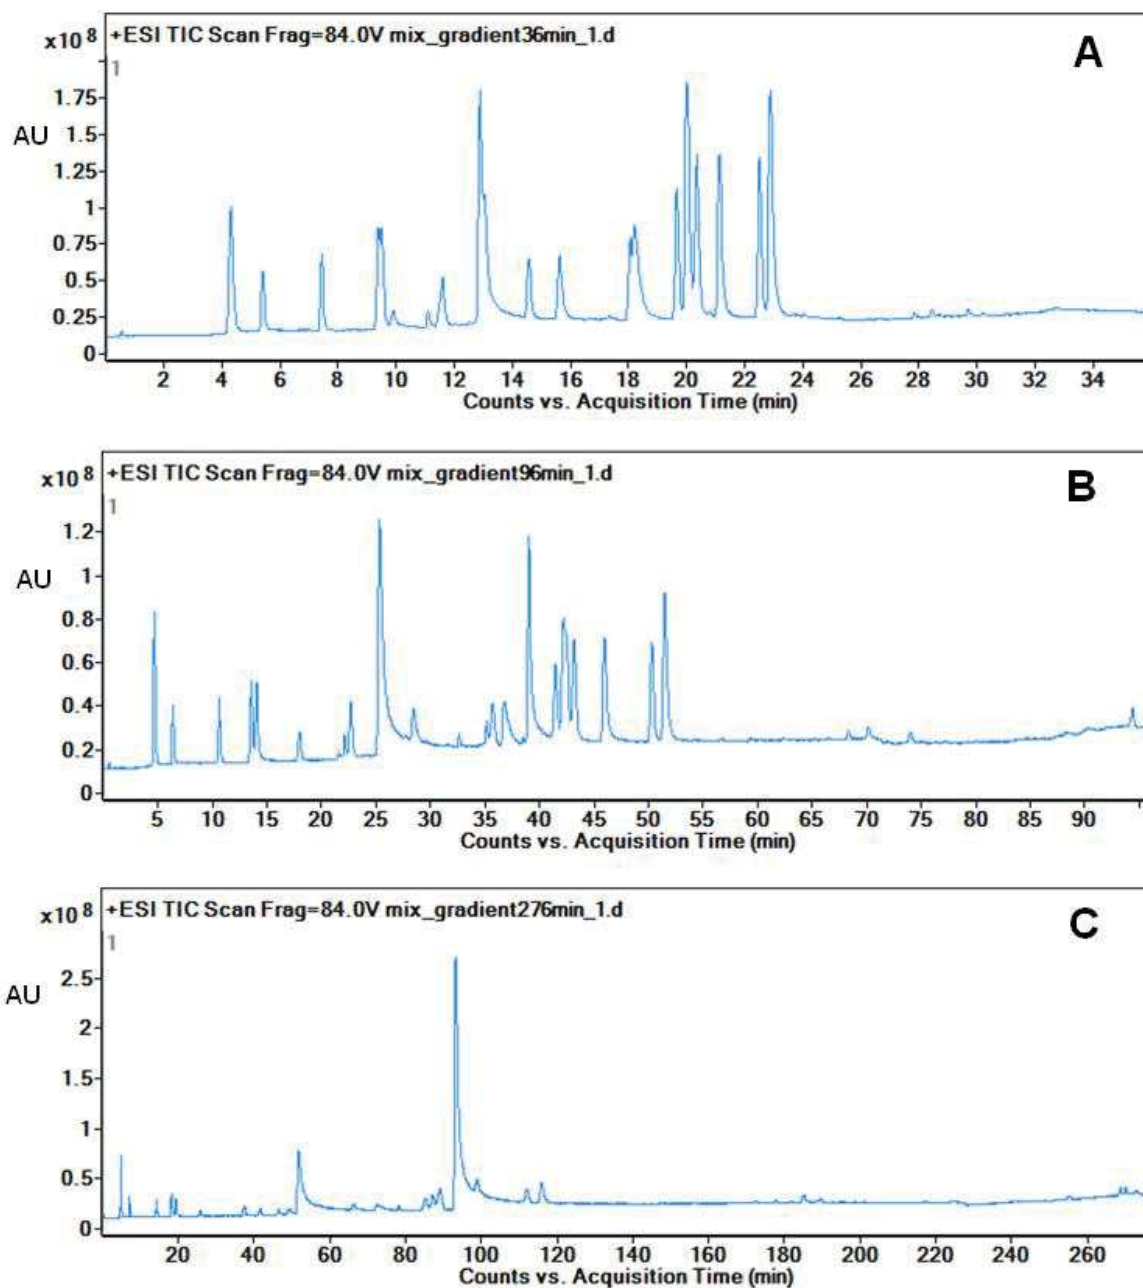 +ESI TIC Scan Frag=84.0V mix_gradient36min_1.d
x10 8
A
1
AU
1.75
1.5
1.25
1
0.75
0.5
0.25
0
2 4 6 8 10 12 14 16 18 20 22 24 26 28 30 32 34
Counts vs. Acquisition Time (min)
+ESI TIC Scan Frag=84.0V mix_gradient96min_1.d
x10 8
B
1
AU
1.2
1
0.8
0.6
0.4
0.2
0
5 10 15 20 25 30 35 40 45 50 55 60 65 70 75 80 85 90
Counts vs. Acquisition Time (min)
+ESI TIC Scan Frag=84.0V mix_gradient276min_1.d
x10 8
C
1
AU
2.5
2
1.5
1
0.5
0
20 40 60 80 100 120 140 160 180 200 220 240 260
Counts vs. Acquisition Time (min)